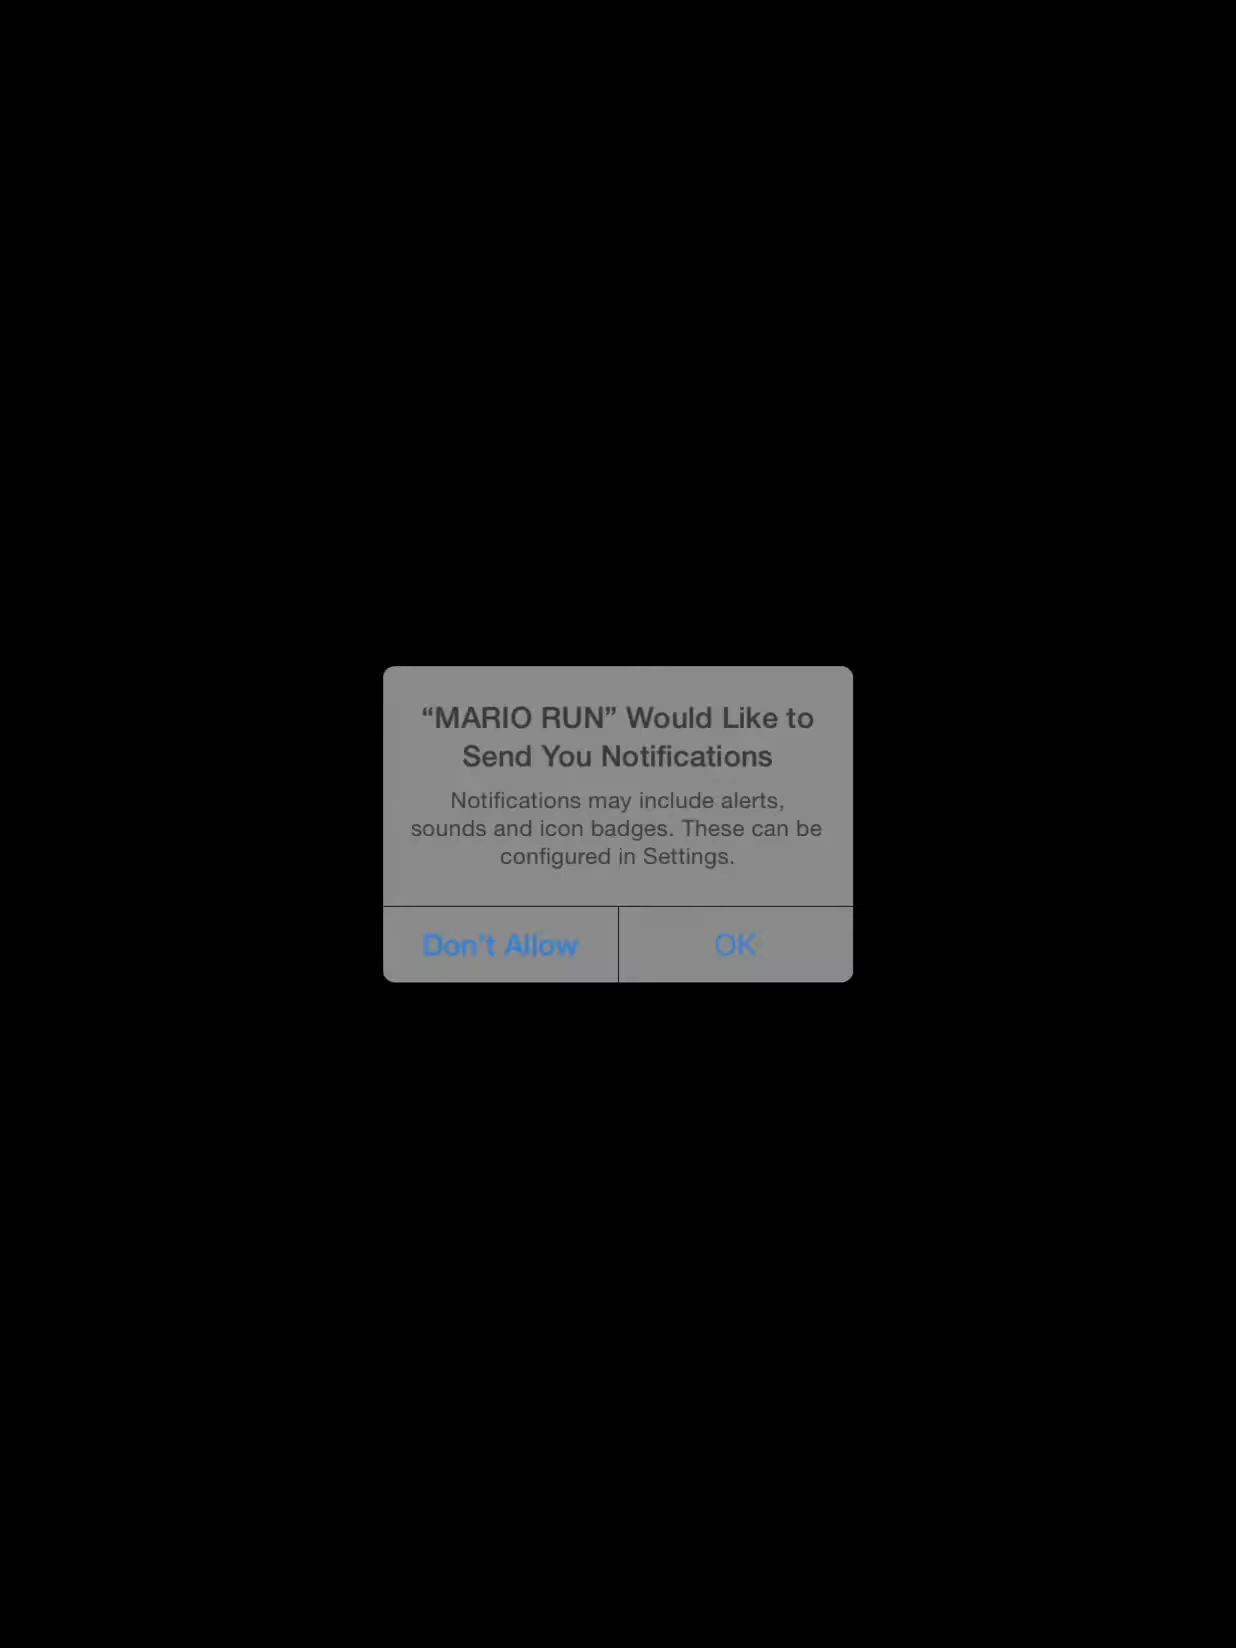 “MARIO RUN” Would Like to
Send You Notifications
Notifications may include alerts,
sounds and icon badges. These can be
configured in Settings.
Don't Allow
OK